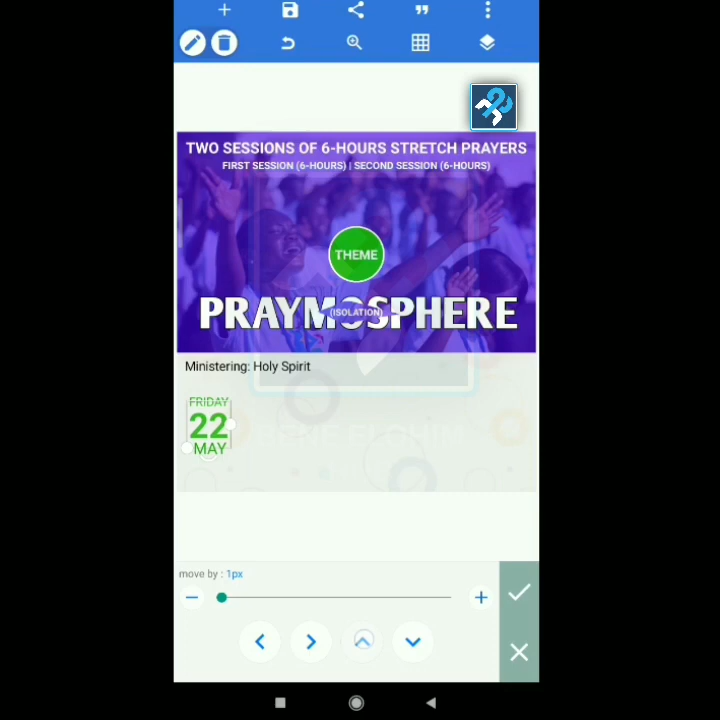 TWO SESSIONS OF 6-HOURS STRETCH PRAYERS
FIRST SESSION (6-HOURS) | SECOND SESSION (6-HOURS)
THEME
PRAYMOSPHERE
(ISOLATION)
Ministering: Holy Spirit
FRIDAY
22
MAY
move by : 1px